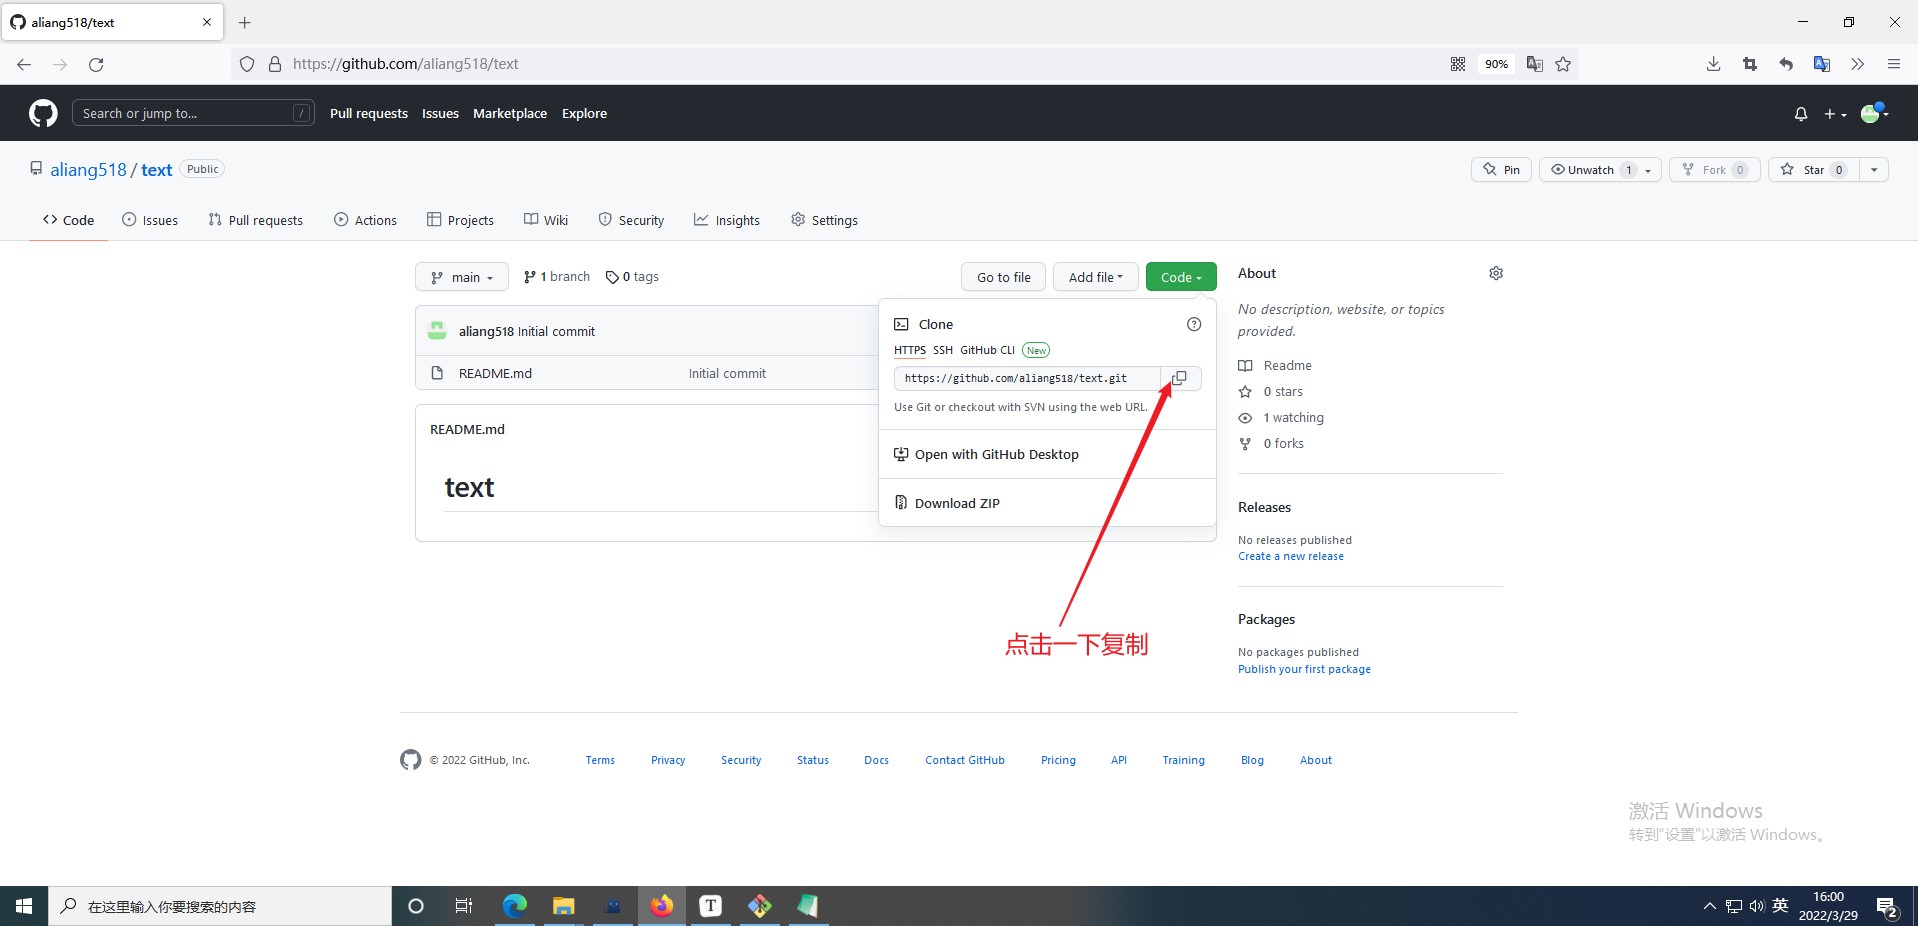 aliang518/text
https://github.com/aliang518/text
90%
Search or jump to...
/
Pull requests
Issues
Marketplace
Explore
aliang518 / text
Public
Pin
Unwatch 1
Fork 0
Star 0
Code
Issues
Pull requests
Actions
Projects
Wiki
Security
Insights
Settings
main
1 branch
0 tags
Go to file
Add file
Code
aliang518 Initial commit
README.md
Initial commit
README.md
text
Clone
HTTPS SSH GitHub CLI New
https://github.com/aliang518/text.git
Use Git or checkout with SVN using the web URL.
Open with GitHub Desktop
Download ZIP
点击一下复制
About
No description, website, or topics
provided.
Readme
0 stars
1 watching
0 forks
Releases
No releases published
Create a new release
Packages
No packages published
Publish your first package
© 2022 GitHub, Inc.
Terms
Privacy
Security
Status
Docs
Contact GitHub
Pricing
API
Training
Blog
About
激活 Windows
转到"设置"以激活 Windows。
在这里输入你要搜索的内容
T
英
16:00
2022/3/29
2